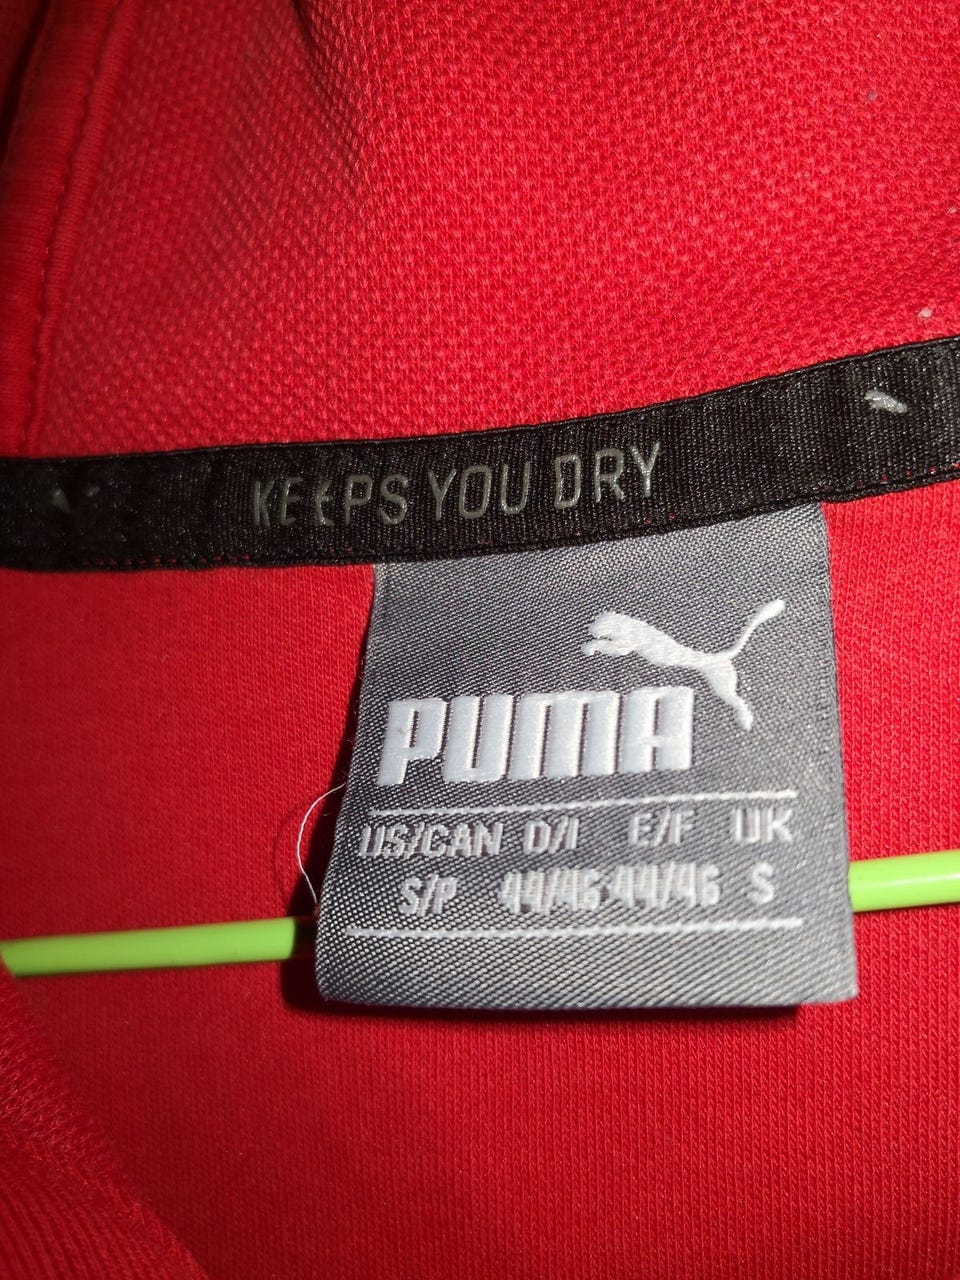 KEEPS YOU DRY
PUMA
US/CAN D/I E/F UK
S/P 44/46 44/46 S